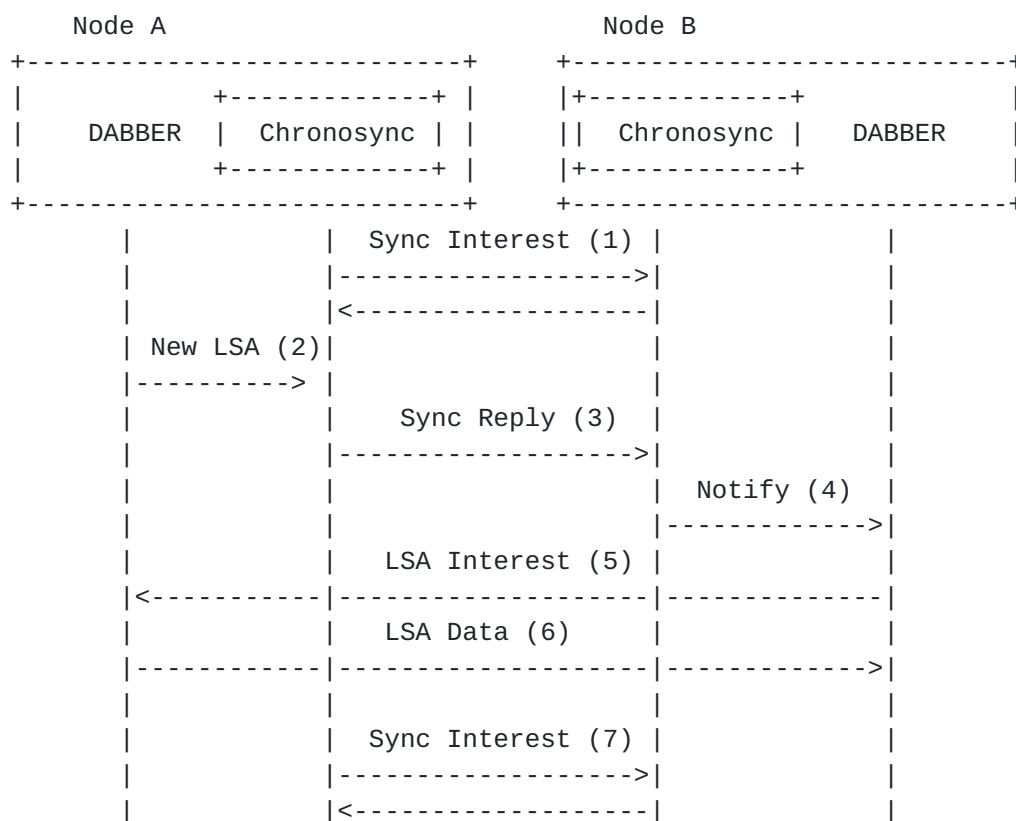 Node A Node B
DABBER Chronosync Chronosync DABBER
Sync Interest (1)
New LSA (2)
Sync Reply (3)
Notify (4)
LSA Interest (5)
LSA Data (6)
Sync Interest (7)